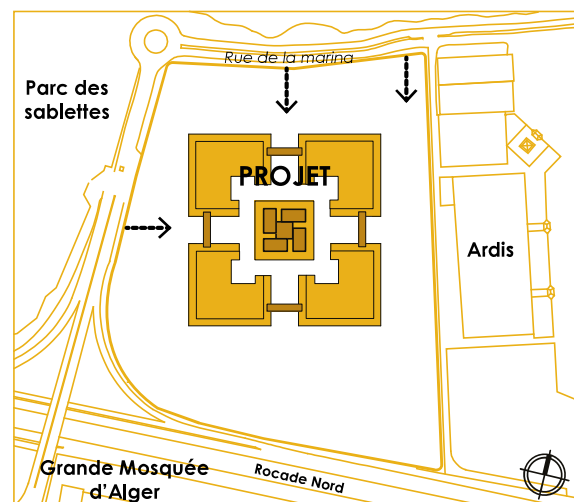 Rue de la marina
Parc des
sablettes
PROJET
Ardis
Grande Mosquée
d'Alger
Rocade Nord